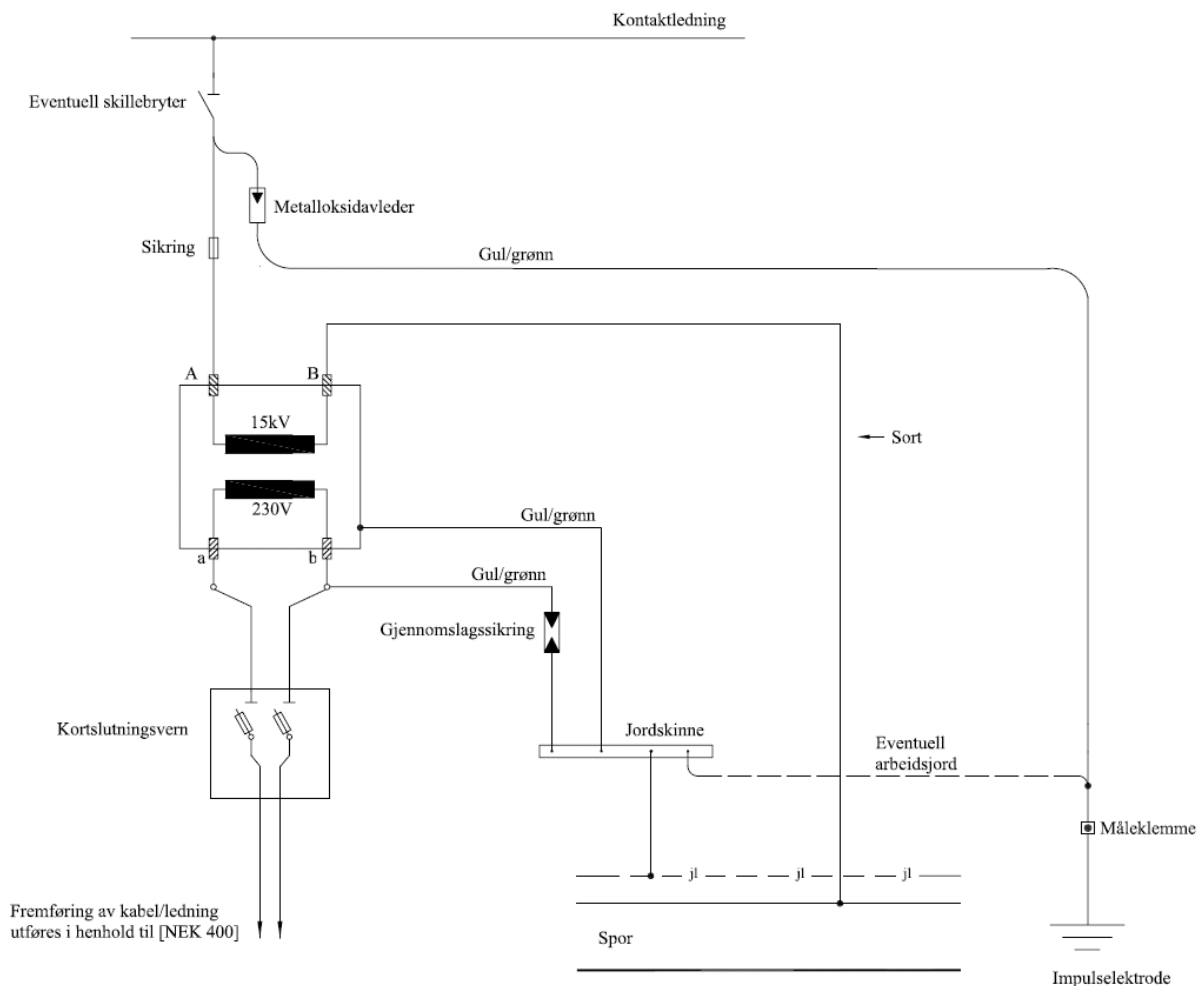 Kontaktledning
Eventuell skillebryter
Metalloksidavleder
Sikring
Gul/grønn
A
B
15kV
Sort
230V
Gul/grønn
a
b
Gul/grønn
Gjennomslagssikring
Kortslutningsvern
Jordskinne
Eventuell
arbeidsjord
Måleklemme
jl
jl
jl
Fremføring av kabel/ledning
utføres i henhold til [NEK 400]
Spor
Impulselektrode